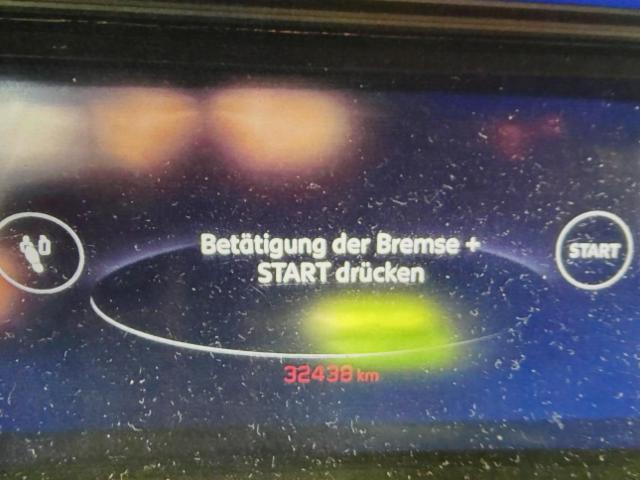 Betätigung der Bremse +
START drücken
START
32438 km